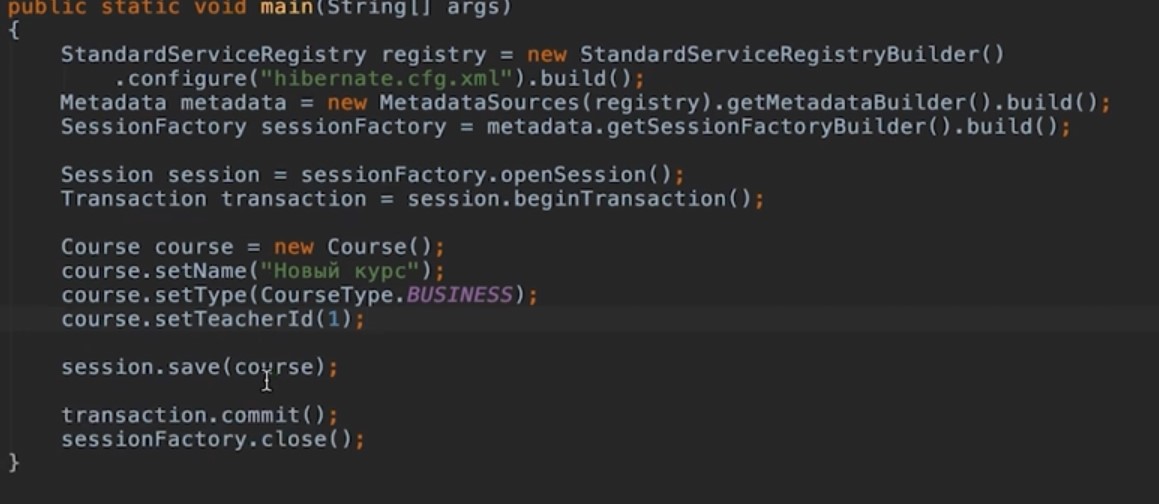 public static void main(String[] args)
{
StandardServiceRegistry registry = new StandardServiceRegistryBuilder()
.configure("hibernate.cfg.xml").build();
Metadata metadata = new MetadataSources(registry).getMetadataBuilder().build();
SessionFactory sessionFactory = metadata.getSessionFactoryBuilder().build();
Session session = sessionFactory.openSession();
Transaction transaction = session.beginTransaction();
Course course = new Course();
course.setName("Новый курс");
course.setType(CourseType.BUSINESS);
course.setTeacherId(1);
session.save(course);
transaction.commit();
sessionFactory.close();
}